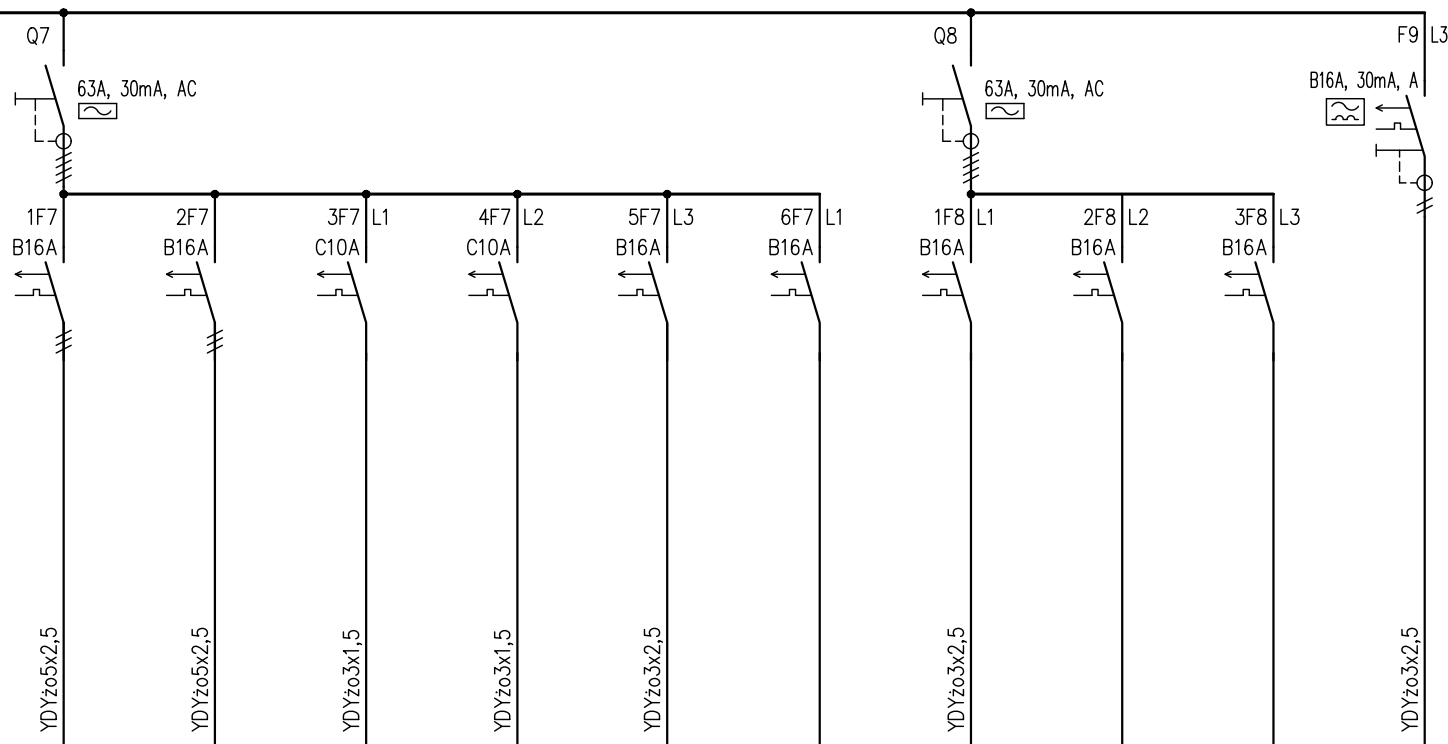 Q7
63A, 30mA, AC
Q8
63A, 30mA, AC
F9 L3
B16A, 30mA, A
1F7
B16A
2F7
B16A
3F7 L1
C10A
4F7 L2
C10A
5F7 L3
B16A
6F7 L1
B16A
1F8 L1
B16A
2F8 L2
B16A
3F8 L3
B16A
YDYżo5x2,5
YDYżo5x2,5
YDYżo3x1,5
YDYżo3x1,5
YDYżo3x2,5
YDYżo3x2,5
YDYżo3x2,5